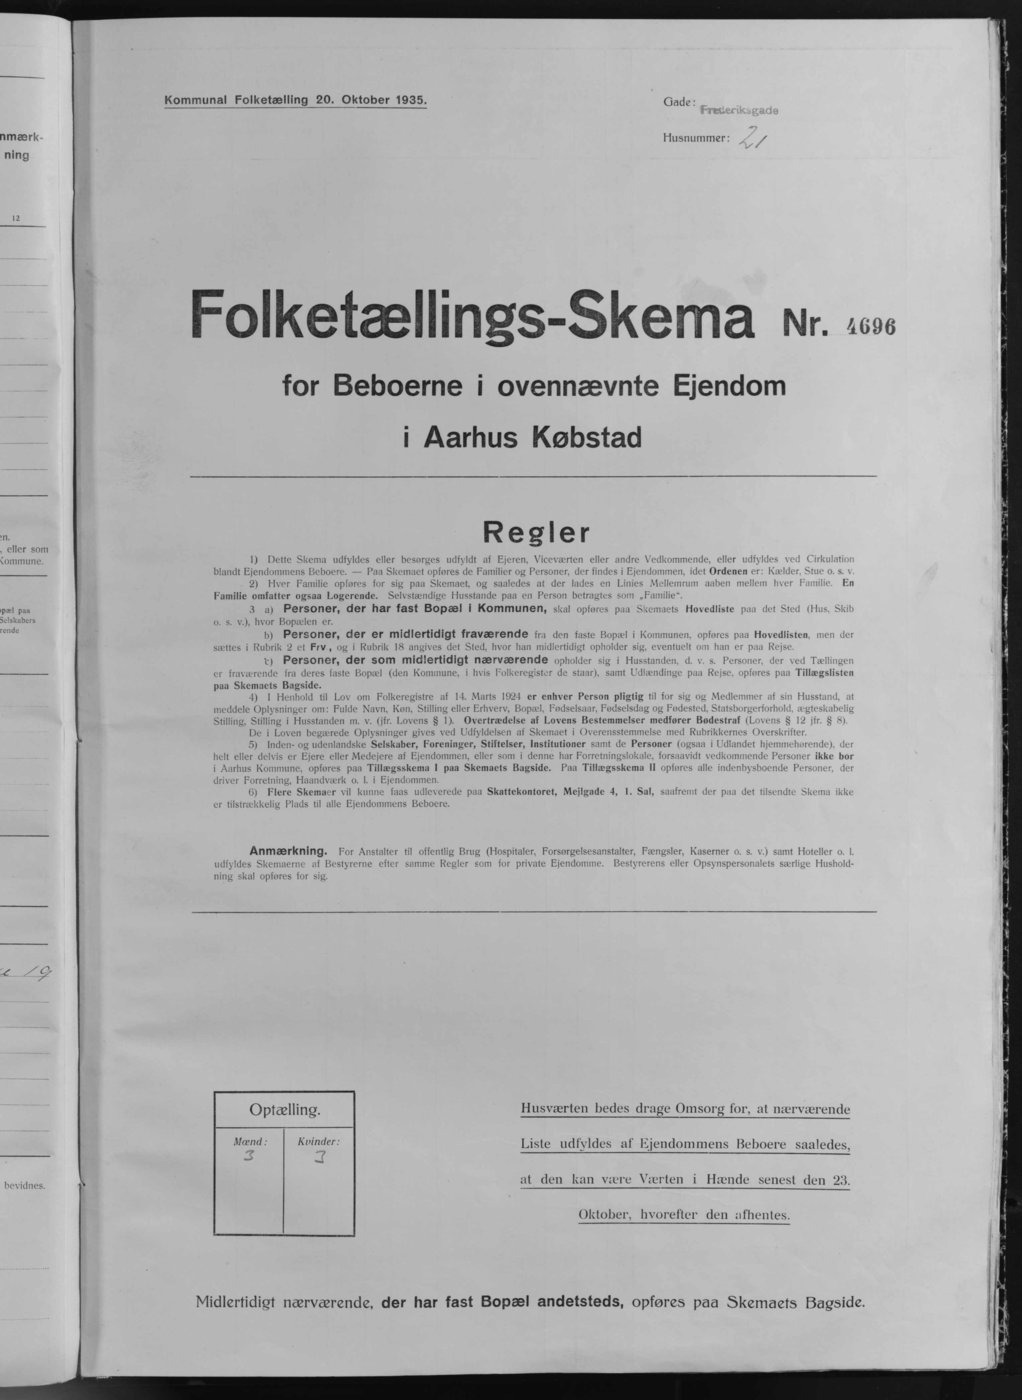 nmærk-
ning
12
en.
, eller som
Kommune.
opæl paa
Selskabers
rende
19
bevidnes.
Kommunal Folketælling 20. Oktober 1935.
Gade: Frederiksgade
Husnummer: 21
Folketællings-Skema Nr. 4696
for Beboerne i ovennævnte Ejendom
i Aarhus Købstad
Regler
1) Dette Skema udfyldes eller besørges udfyldt af Ejeren, Viceværten eller andre Vedkommende, eller udfyldes ved Cirkulation
blandt Ejendommens Beboere. — Paa Skemaet opføres de Familier og Personer, der findes i Ejendommen, idet Ordenen er: Kælder, Stue o. s. v.
2) Hver Familie opføres for sig paa Skemaet, og saaledes at der lades en Linies Mellemrum aaben mellem hver Familie. En
Familie omfatter ogsaa Logerende. Selvstændige Husstande paa en Person betragtes som „Familie“.
3 a) Personer, der har fast Bopæl i Kommunen, skal opføres paa Skemaets Hovedliste paa det Sted (Hus, Skib
o. s. v.), hvor Bopælen er.
b) Personer, der er midlertidigt fraværende fra den faste Bopæl i Kommunen, opføres paa Hovedlisten, men der
sættes i Rubrik 2 et Frv, og i Rubrik 18 angives det Sted, hvor han midlertidigt opholder sig, eventuelt om han er paa Rejse.
c) Personer, der som midlertidigt nærværende opholder sig i Husstanden, d. v. s. Personer, der ved Tællingen
er fraværende fra deres faste Bopæl (den Kommune, i hvis Folkeregister de staar), samt Udlændinge paa Rejse, opføres paa Tillægslisten
paa Skemaets Bagside.
4) I Henhold til Lov om Folkeregistre af 14. Marts 1924 er enhver Person pligtig til for sig og Medlemmer af sin Husstand, at
meddele Oplysninger om: Fulde Navn, Køn, Stilling eller Erhverv, Bopæl, Fødselsaar, Fødselsdag og Fødested, Statsborgerforhold, ægteskabelig
Stilling, Stilling i Husstanden m. v. (jfr. Lovens § 1). Overtrædelse af Lovens Bestemmelser medfører Bødestraf (Lovens § 12 jfr. § 8).
De i Loven begærede Oplysninger gives ved Udfyldelsen af Skemaet i Overensstemmelse med Rubrikkernes Overskrifter.
5) Inden- og udenlandske Selskaber, Foreninger, Stiftelser, Institutioner samt de Personer (ogsaa i Udlandet hjemmehørende), der
helt eller delvis er Ejere eller Medejere af Ejendommen, eller som i denne har Forretningslokale, forsaavidt vedkommende Personer ikke bor
i Aarhus Kommune, opføres paa Tillægsskema I paa Skemaets Bagside. Paa Tillægsskema II opføres alle indenbysboende Personer, der
driver Forretning, Haandværk o. l. i Ejendommen.
6) Flere Skemaer vil kunne faas udleverede paa Skattekontoret, Mejlgade 4, 1. Sal, saafremt der paa det tilsendte Skema ikke
er tilstrækkelig Plads til alle Ejendommens Beboere.
Anmærkning. For Anstalter til offentlig Brug (Hospitaler, Forsørgelsesanstalter, Fængsler, Kaserner o. s. v.) samt Hoteller o. l.
udfyldes Skemaerne af Bestyrerne efter samme Regler som for private Ejendomme. Bestyrerens eller Opsynspersonalets særlige Hushold-
ning skal opføres for sig.
Optælling.
Mænd: Kvinder:
3 3
Husværten bedes drage Omsorg for, at nærværende
Liste udfyldes af Ejendommens Beboere saaledes,
at den kan være Værten i Hænde senest den 23.
Oktober, hvorefter den afhentes.
Midlertidigt nærværende, der har fast Bopæl andetsteds, opføres paa Skemaets Bagside.